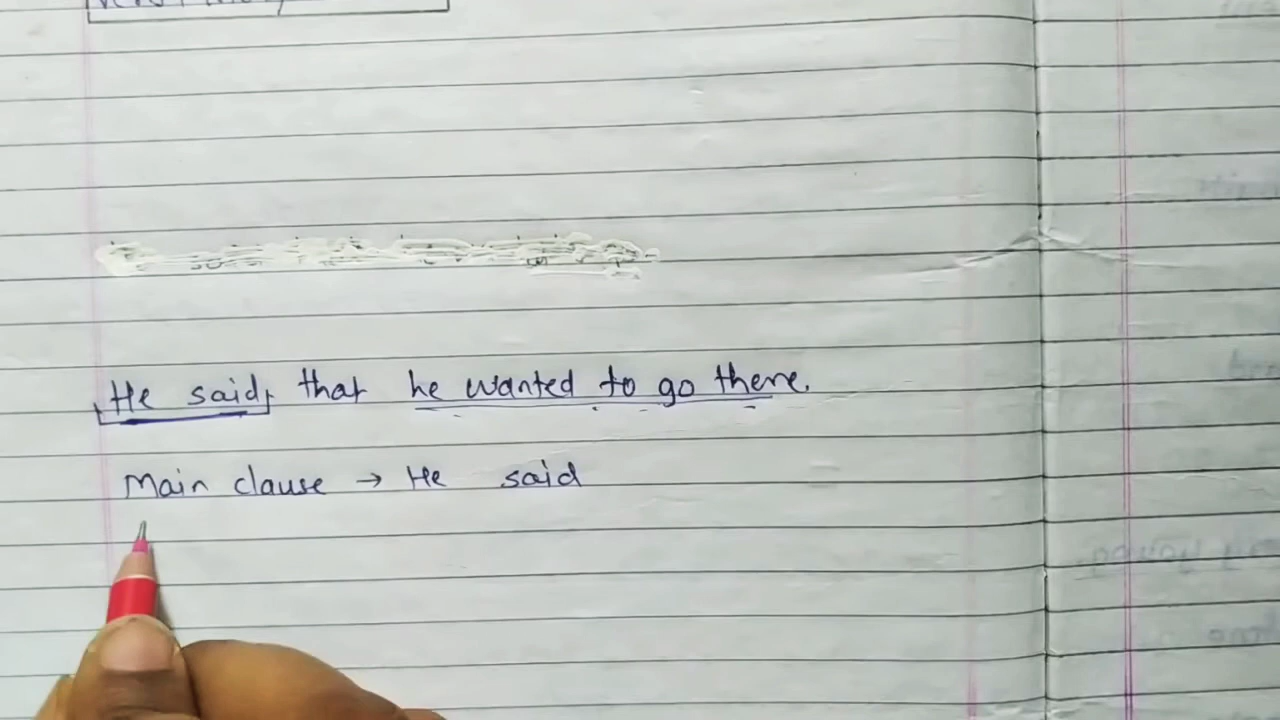 He said, that he wanted to go there.
Main clause → He said